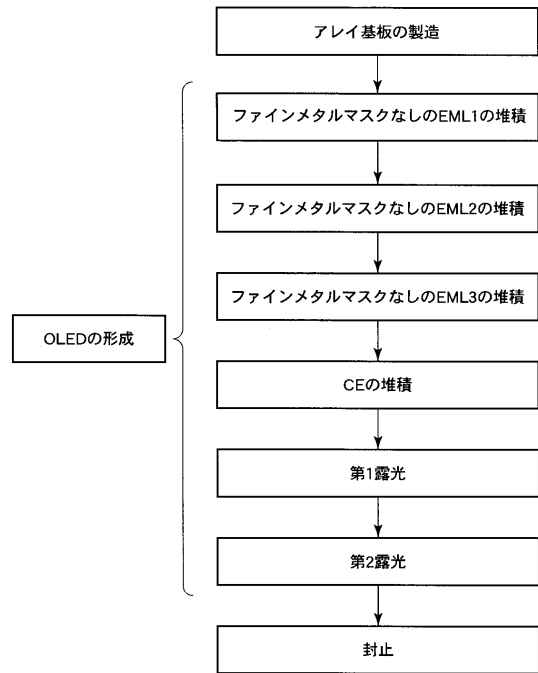 アレイ基板の製造
ファインメタルマスクなしのEML1の堆積
ファインメタルマスクなしのEML2の堆積
ファインメタルマスクなしのEML3の堆積
OLEDの形成
CEの堆積
第1露光
第2露光
封止